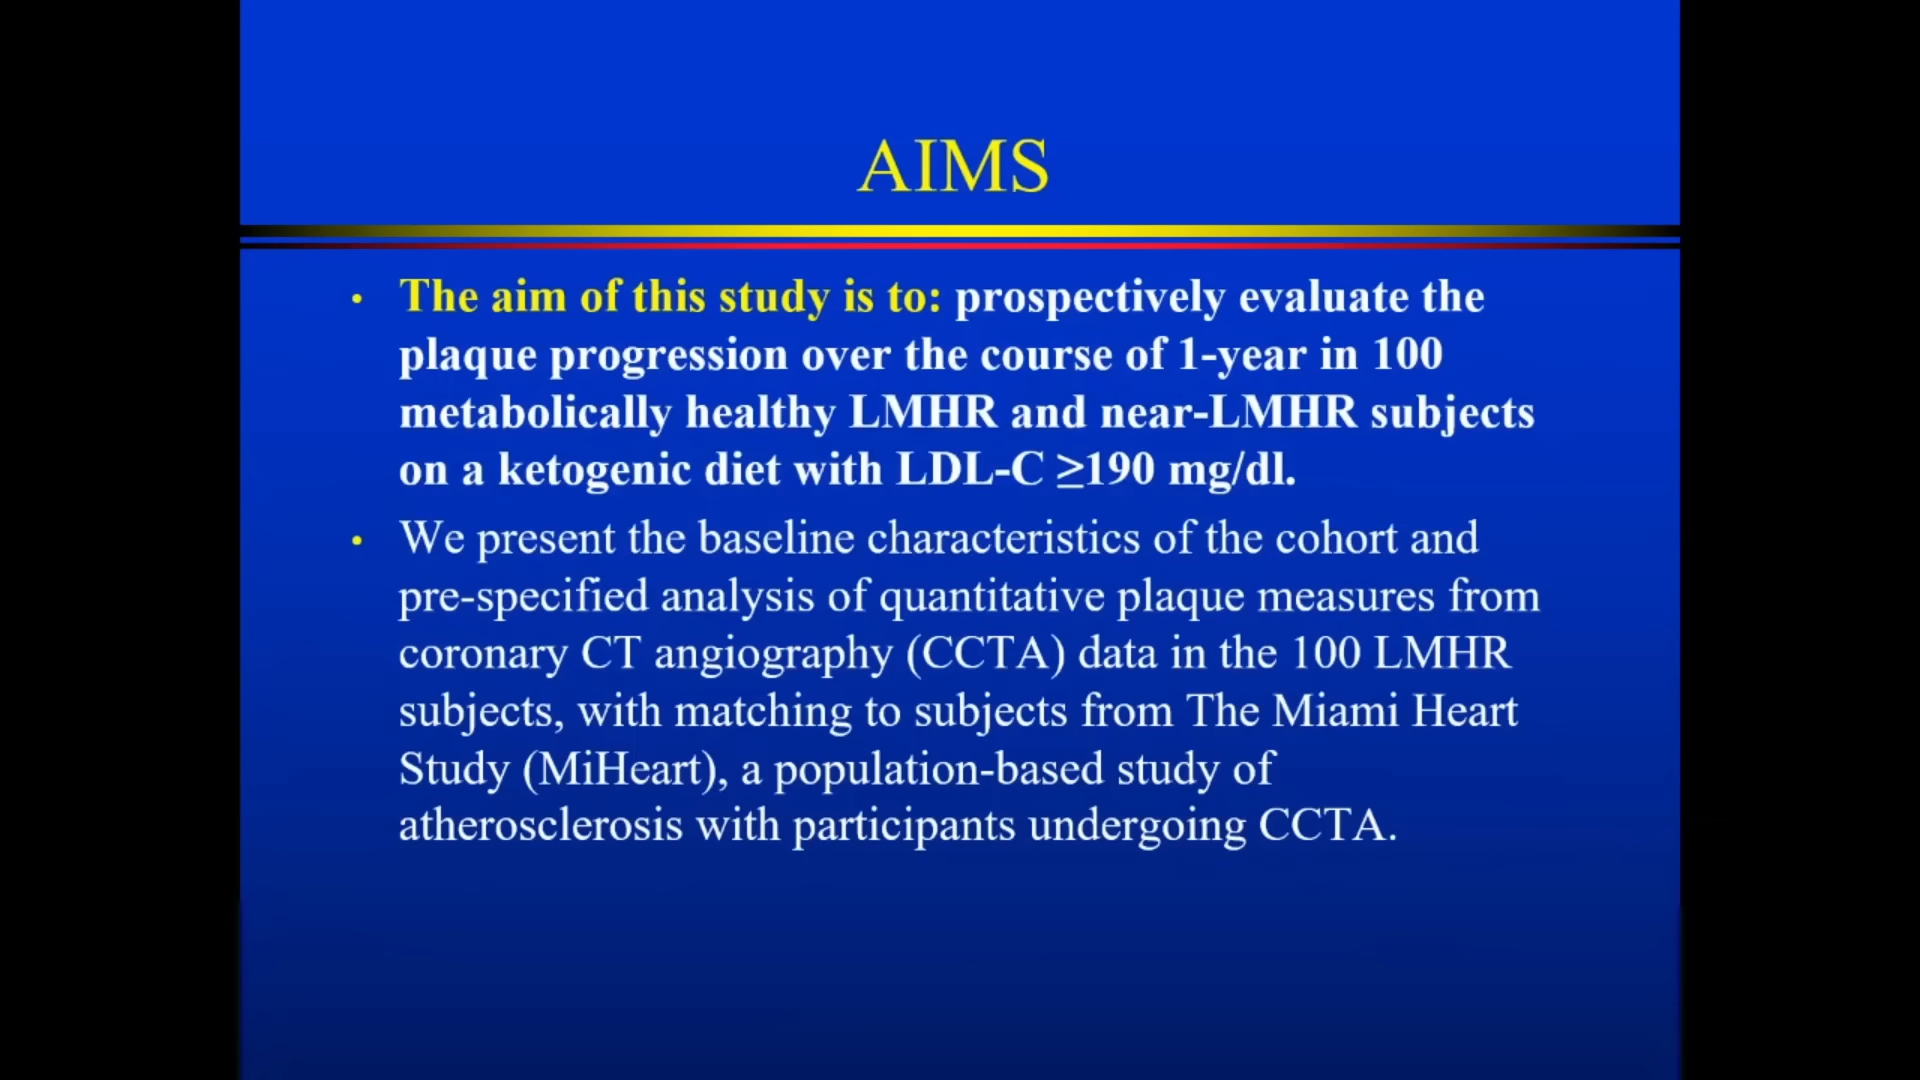 AIMS
• The aim of this study is to: prospectively evaluate the
plaque progression over the course of 1-year in 100
metabolically healthy LMHR and near-LMHR subjects
on a ketogenic diet with LDL-C ≥190 mg/dl.
• We present the baseline characteristics of the cohort and
pre-specified analysis of quantitative plaque measures from
coronary CT angiography (CCTA) data in the 100 LMHR
subjects, with matching to subjects from The Miami Heart
Study (MiHeart), a population-based study of
atherosclerosis with participants undergoing CCTA.